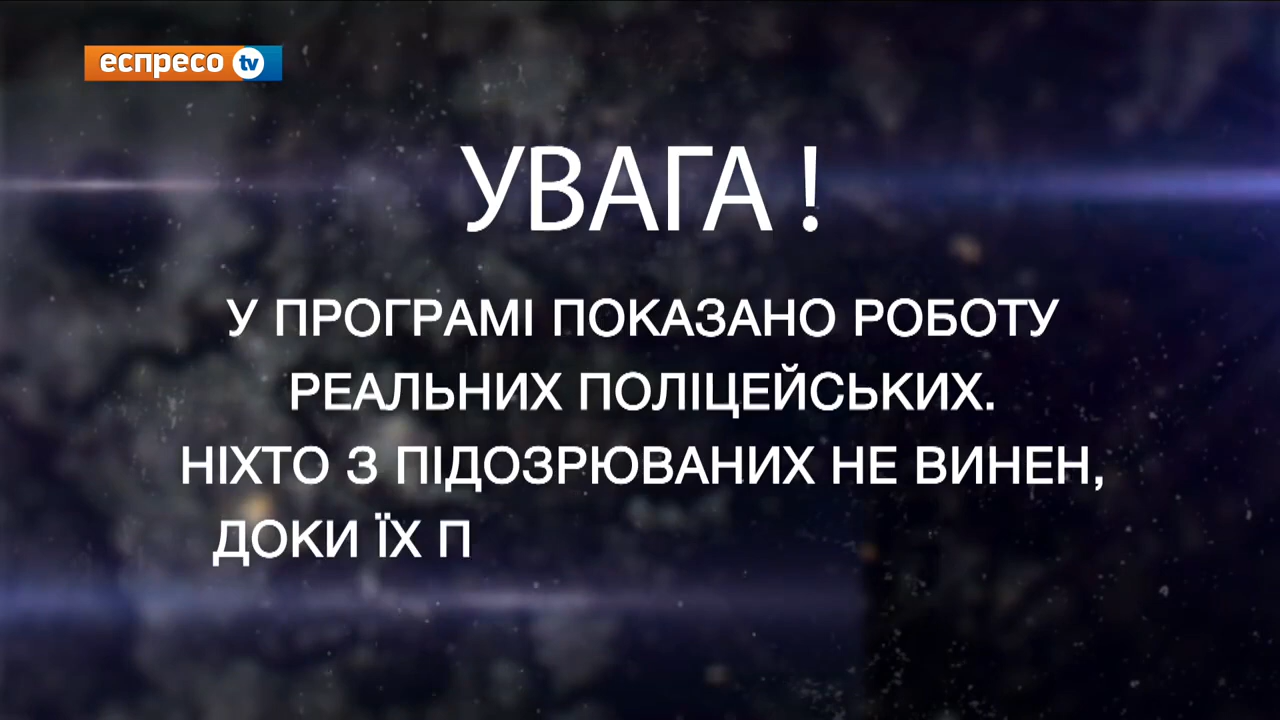 еспресо tv
УВАГА !
У ПРОГРАМІ ПОКАЗАНО РОБОТУ
РЕАЛЬНИХ ПОЛІЦЕЙСЬКИХ.
НІХТО З ПІДОЗРЮВАНИХ НЕ ВИНЕН,
ДОКИ ЇХ П